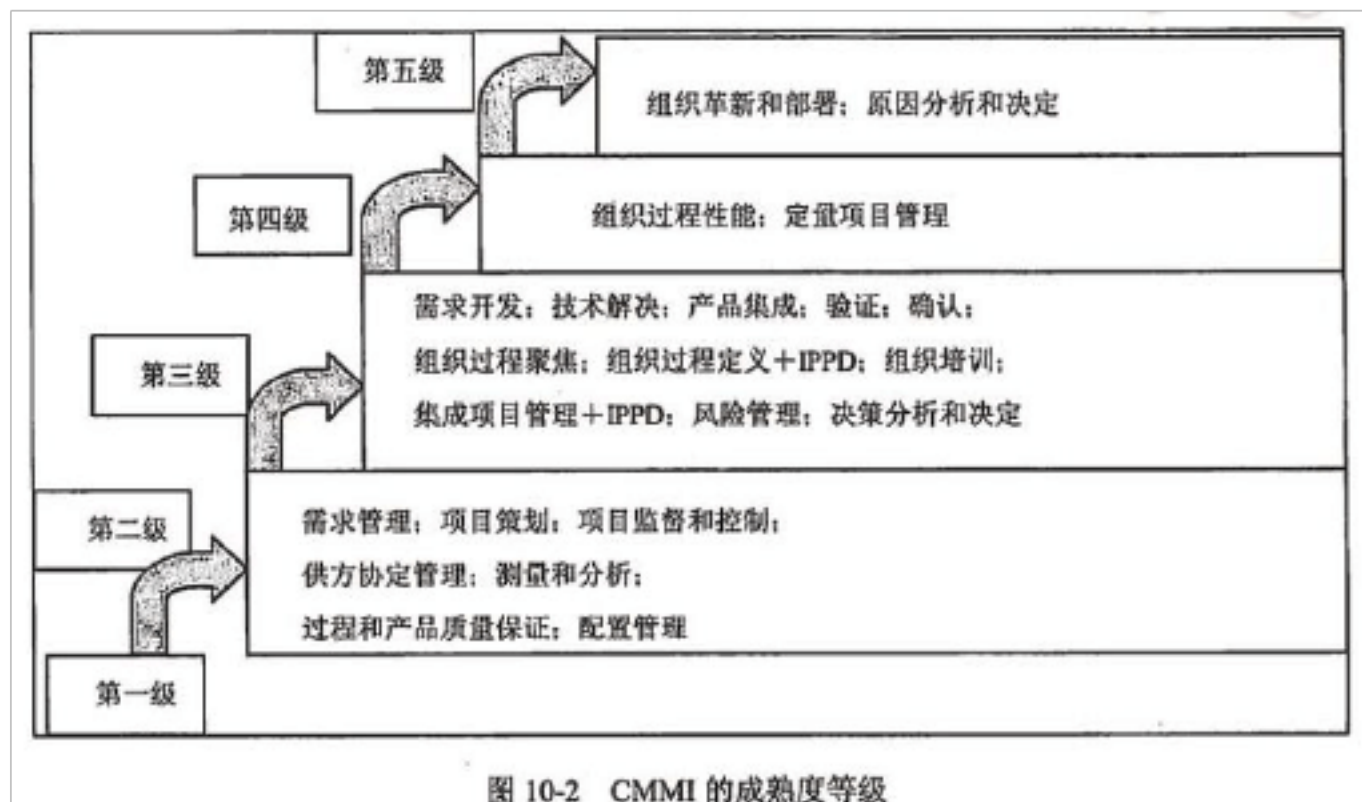 第五级
组织革新和部署；原因分析和决定
第四级
组织过程性能；定量项目管理
第三级
需求开发；技术解决；产品集成；验证；确认；
组织过程聚焦；组织过程定义＋IPPD；组织培训；
集成项目管理＋IPPD；风险管理；决策分析和决定
第二级
需求管理；项目策划；项目监督和控制；
供方协定管理；测量和分析；
过程和产品质量保证；配置管理
第一级
图 10-2 CMMI 的成熟度等级